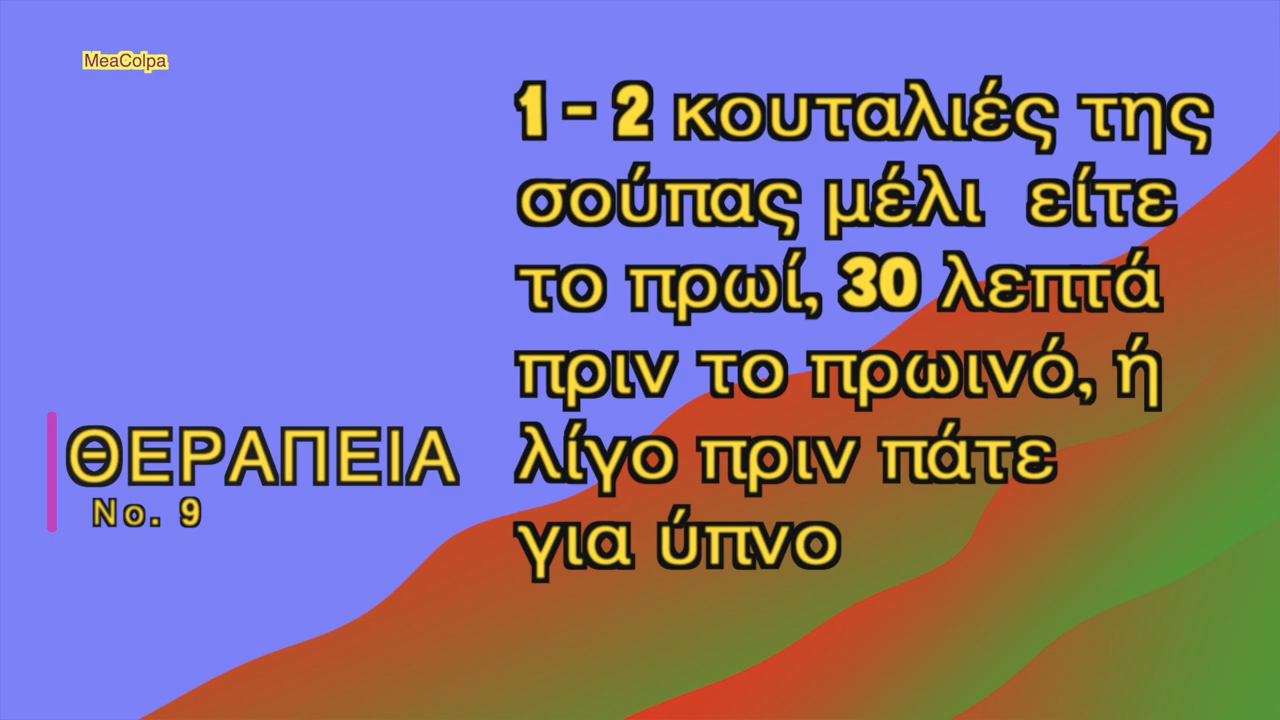 MeaColpa
1 - 2 κουταλιές της
σούπας μέλι είτε
το πρωί, 30 λεπτά
πριν το πρωινό, ή
λίγο πριν πάτε
για ύπνο
ΘΕΡΑΠΕΙΑ
No. 9